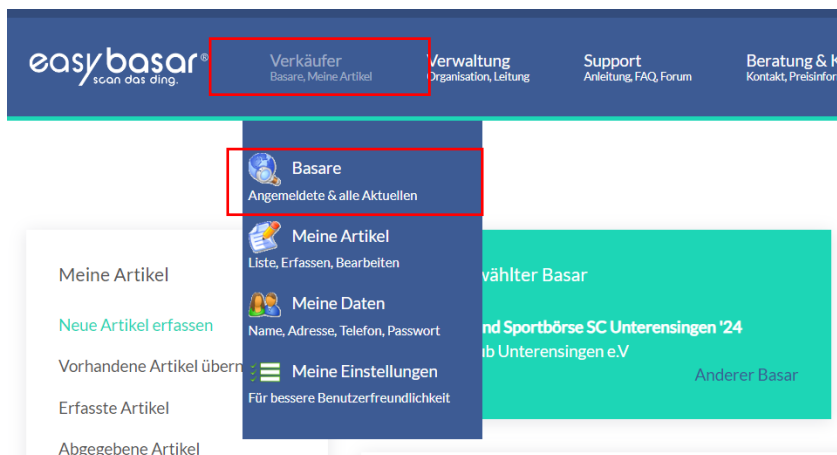 easybasar®
scan das ding.
Verkäufer
Basare, Meine Artikel
Verwaltung
Organisation, Leitung
Support
Anleitung, FAQ, Forum
Beratung &
Kontakt, Preisinfor
Basare
Angemeldete & alle Aktuellen
Meine Artikel
Liste, Erfassen, Bearbeiten
Meine Daten
Name, Adresse, Telefon, Passwort
Meine Einstellungen
Für bessere Benutzerfreundlichkeit
Meine Artikel
Neue Artikel erfassen
Vorhandene Artikel übern
Erfasste Artikel
Abgegebene Artikel
wählter Basar
nd Sportbörse SC Unterensingen '24
ub Unterensingen e.V
Anderer Basar